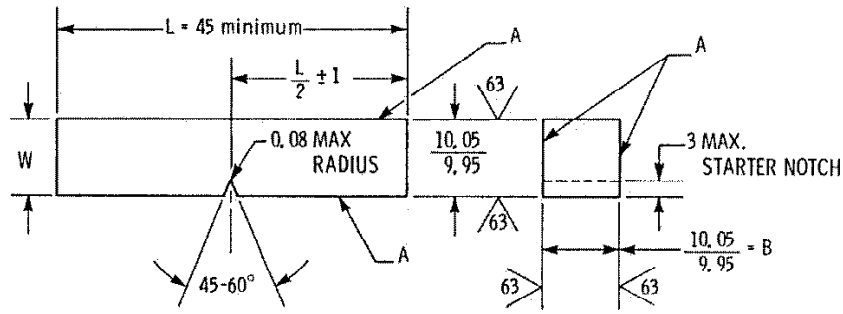 L = 45 minimum
A
A
L/2 ± 1
63
W
0.08 MAX
RADIUS
10.05/9.95
3 MAX.
STARTER NOTCH
63
A
45-60°
63
63
10.05/9.95 = B